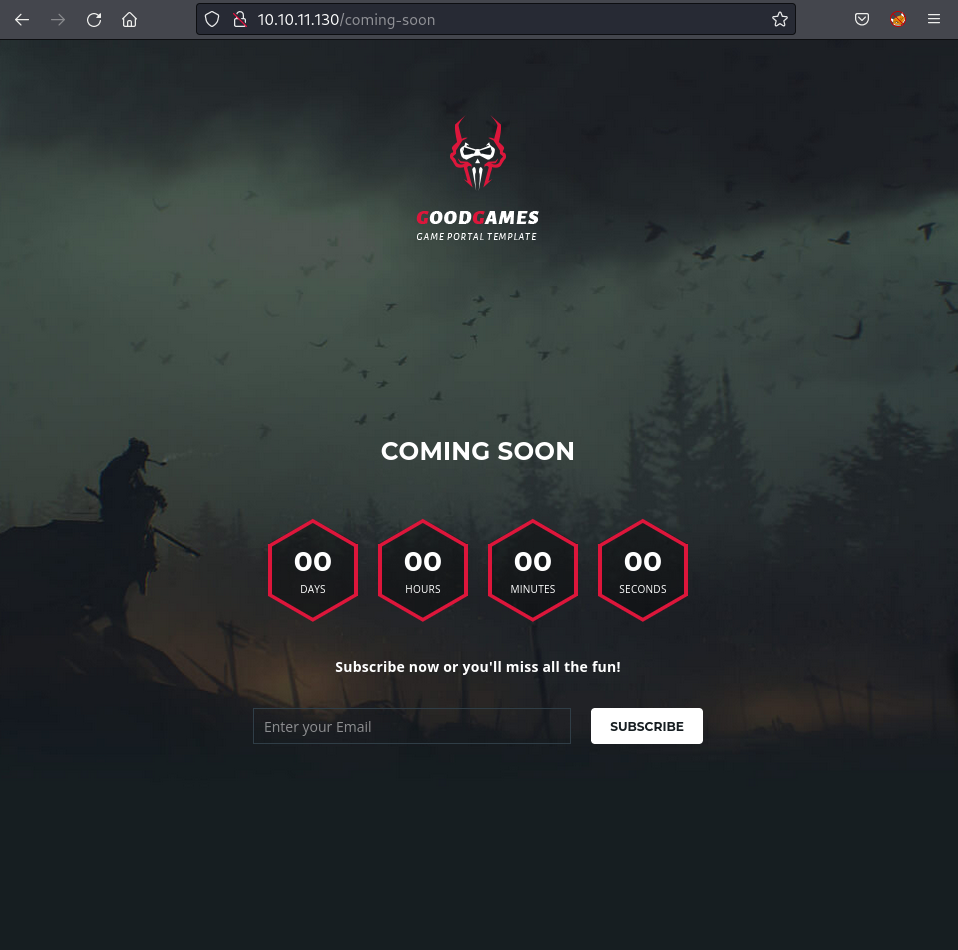 10.10.11.130/coming-soon
GOODGAMES
GAME PORTAL TEMPLATE
COMING SOON
00 00 00 00
DAYS HOURS MINUTES SECONDS
Subscribe now or you'll miss all the fun!
Enter your Email SUBSCRIBE